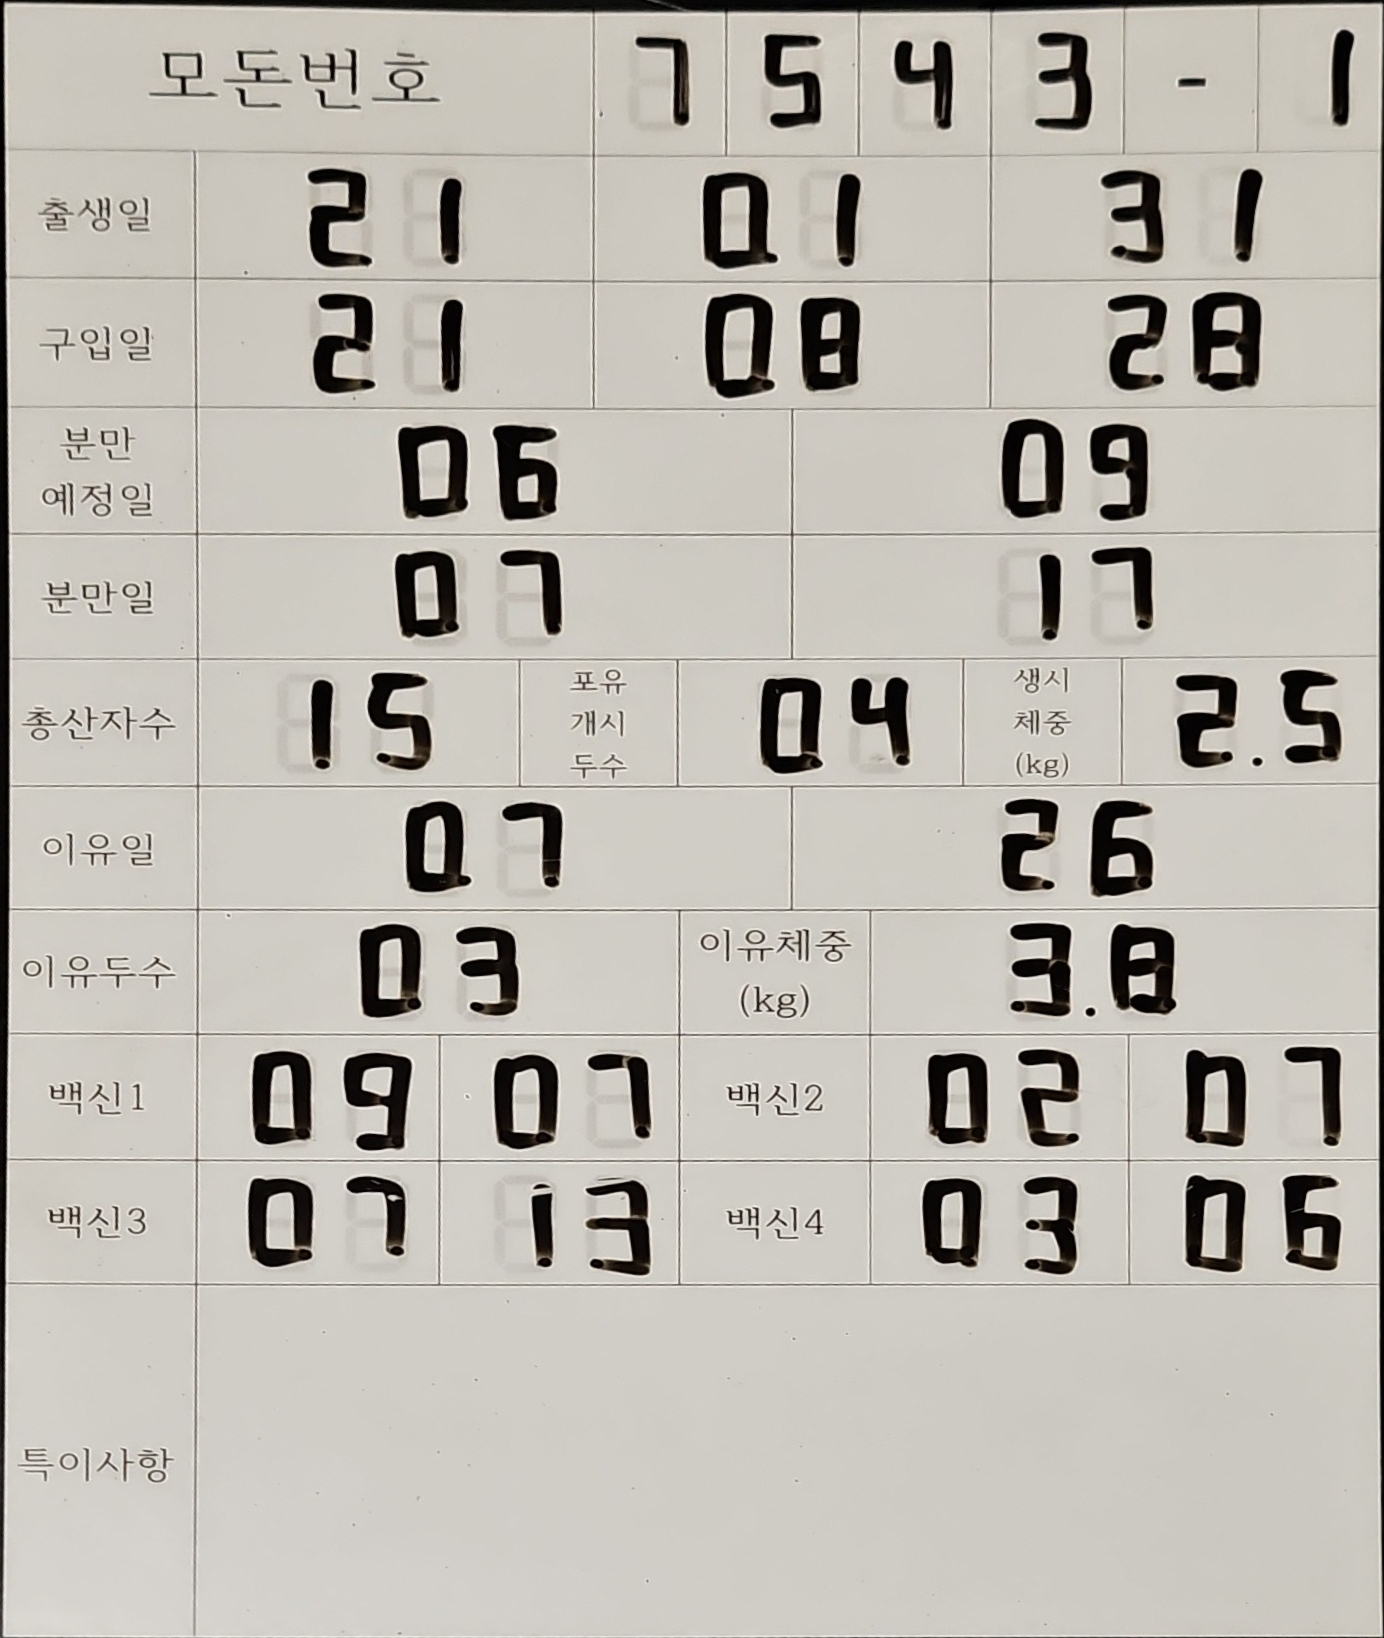 모돈번호 7 5 4 3 - 1
출생일 21 01 31
구입일 21 08 28
분만 예정일 06 09
분만일 07 17
총산자수 15 포유 개시 두수 04 생시 체중 (kg) 2.5
이유일 07 26
이유두수 03 이유체중 (kg) 3.8
백신1 09 07 백신2 02 07
백신3 07 13 백신4 03 06
특이사항